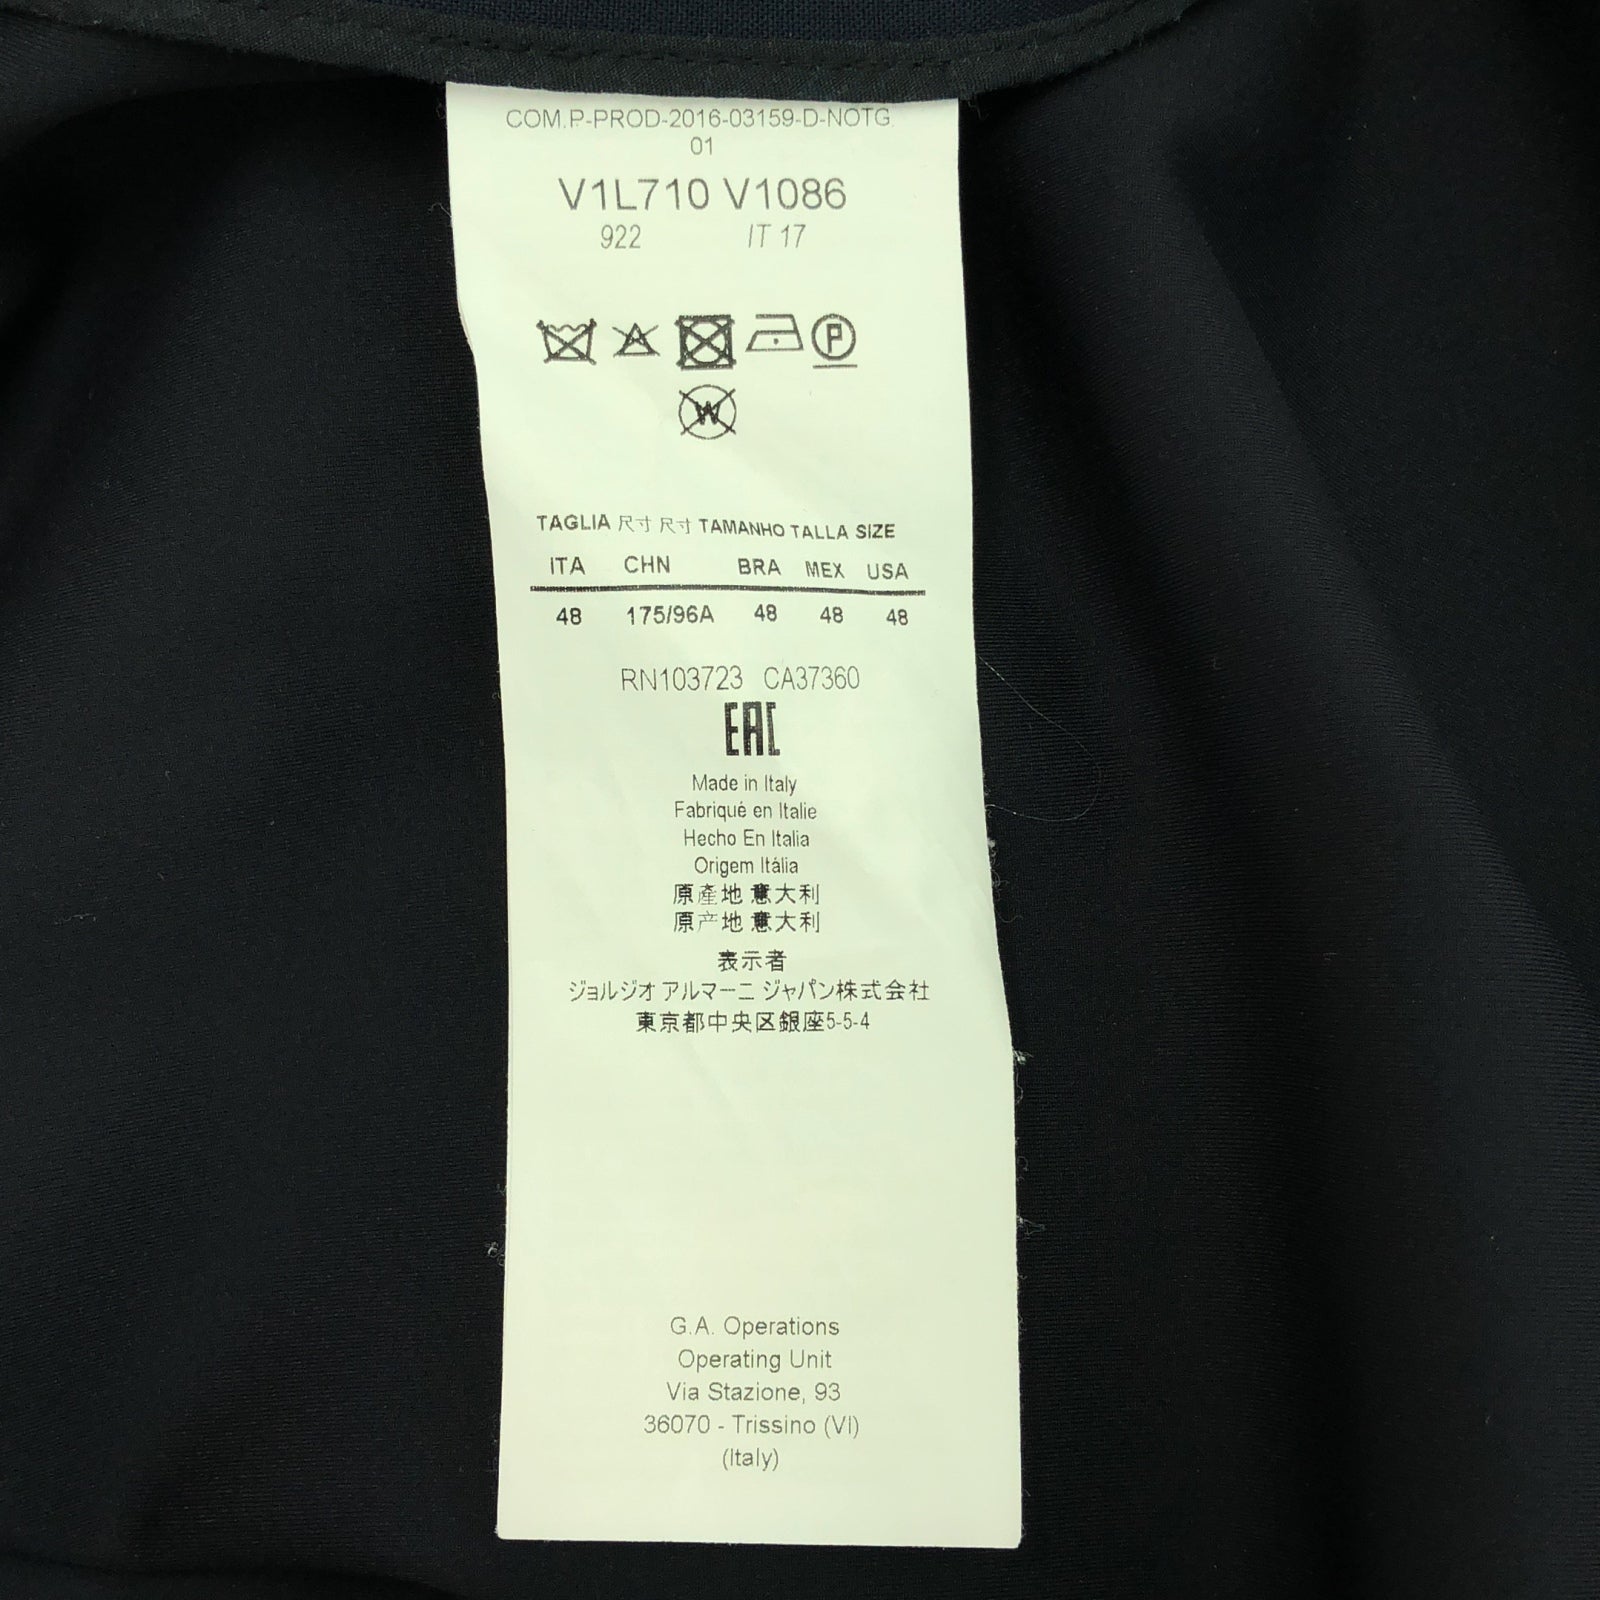 COM.P-PROD-2016-03159-D-NOTG.
01
V1L710 V1086
922 IT 17
P
W
TAGLIA 尺寸 尺寸 TAMANHO TALLA SIZE
ITA CHN BRA MEX USA
48 175/96A 48 48 48
RN103723 CA37360
EAC
Made in Italy
Fabriqué en Italie
Hecho En Italia
Origem Itália
原產地 意大利
原产地 意大利
表示者
ジョルジオ アルマーニ ジャパン株式会社
東京都中央区銀座5-5-4
G.A. Operations
Operating Unit
Via Stazione, 93
36070 - Trissino (VI)
(Italy)